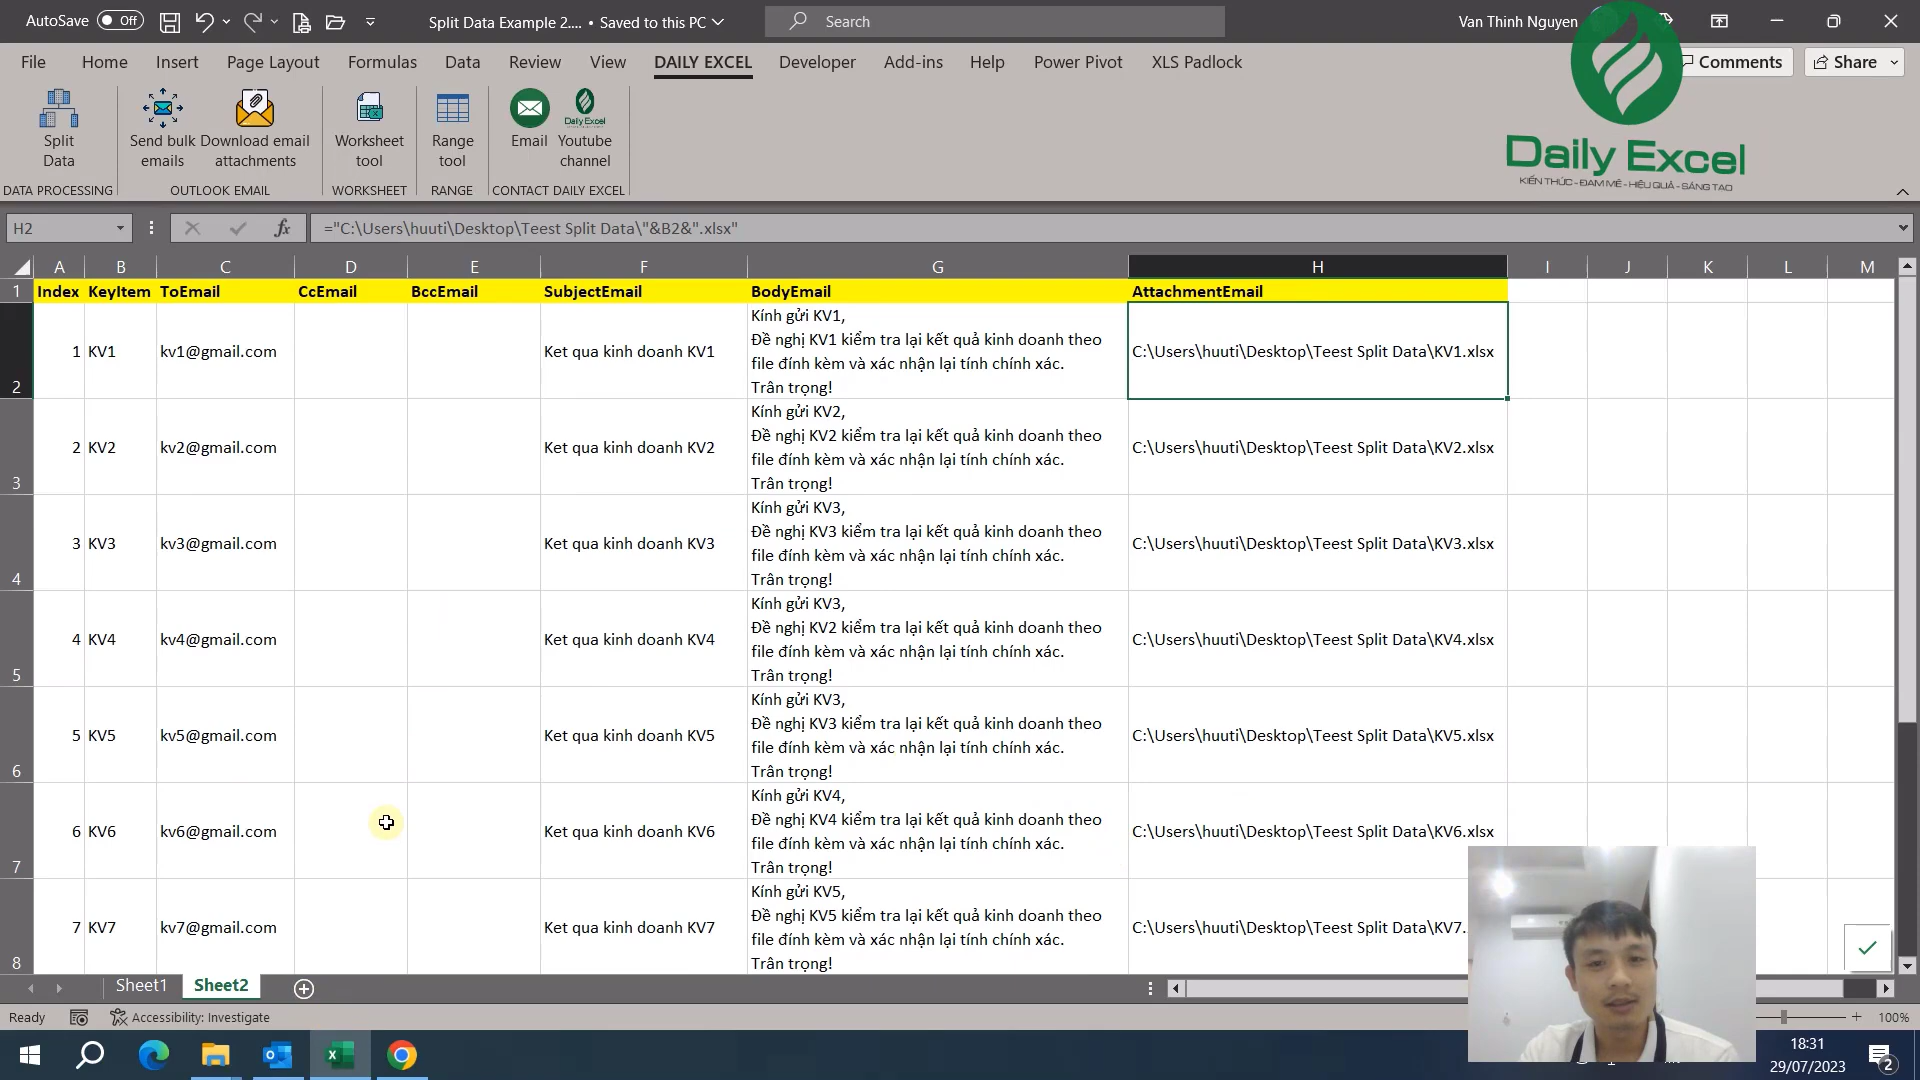 AutoSave Off Split Data Example 2.... • Saved to this PC Search Van Thinh Nguyen
File Home Insert Page Layout Formulas Data Review View DAILY EXCEL Developer Add-ins Help Power Pivot XLS Padlock Comments Share
Split Data
Send bulk emails
Download email attachments
Worksheet tool
Range tool
Email
Daily Excel
Youtube channel
DATA PROCESSING OUTLOOK EMAIL WORKSHEET RANGE CONTACT DAILY EXCEL
Daily Excel
KIẾN THỨC - ĐAM MÊ - HIỆU QUẢ - SÁNG TẠO
H2 fx ="C:\Users\huuti\Desktop\Teest Split Data\"&B2&".xlsx"
A B C D E F G H I J K L M
1 Index KeyItem ToEmail CcEmail BccEmail SubjectEmail BodyEmail AttachmentEmail
Kính gửi KV1,
Đề nghị KV1 kiểm tra lại kết quả kinh doanh theo
1 KV1 kv1@gmail.com Ket qua kinh doanh KV1 file đính kèm và xác nhận lại tính chính xác. C:\Users\huuti\Desktop\Teest Split Data\KV1.xlsx
2 Trân trọng!
Kính gửi KV2,
Đề nghị KV2 kiểm tra lại kết quả kinh doanh theo
2 KV2 kv2@gmail.com Ket qua kinh doanh KV2 file đính kèm và xác nhận lại tính chính xác. C:\Users\huuti\Desktop\Teest Split Data\KV2.xlsx
3 Trân trọng!
Kính gửi KV3,
Đề nghị KV3 kiểm tra lại kết quả kinh doanh theo
3 KV3 kv3@gmail.com Ket qua kinh doanh KV3 file đính kèm và xác nhận lại tính chính xác. C:\Users\huuti\Desktop\Teest Split Data\KV3.xlsx
4 Trân trọng!
Kính gửi KV3,
Đề nghị KV2 kiểm tra lại kết quả kinh doanh theo
4 KV4 kv4@gmail.com Ket qua kinh doanh KV4 file đính kèm và xác nhận lại tính chính xác. C:\Users\huuti\Desktop\Teest Split Data\KV4.xlsx
5 Trân trọng!
Kính gửi KV3,
Đề nghị KV3 kiểm tra lại kết quả kinh doanh theo
5 KV5 kv5@gmail.com Ket qua kinh doanh KV5 file đính kèm và xác nhận lại tính chính xác. C:\Users\huuti\Desktop\Teest Split Data\KV5.xlsx
6 Trân trọng!
Kính gửi KV4,
Đề nghị KV4 kiểm tra lại kết quả kinh doanh theo
6 KV6 kv6@gmail.com Ket qua kinh doanh KV6 file đính kèm và xác nhận lại tính chính xác. C:\Users\huuti\Desktop\Teest Split Data\KV6.xlsx
7 Trân trọng!
Kính gửi KV5,
Đề nghị KV5 kiểm tra lại kết quả kinh doanh theo
7 KV7 kv7@gmail.com Ket qua kinh doanh KV7 file đính kèm và xác nhận lại tính chính xác. C:\Users\huuti\Desktop\Teest Split Data\KV7.
8 Trân trọng!
Sheet1 Sheet2
Ready Accessibility: Investigate 100%
18:31
29/07/2023
2